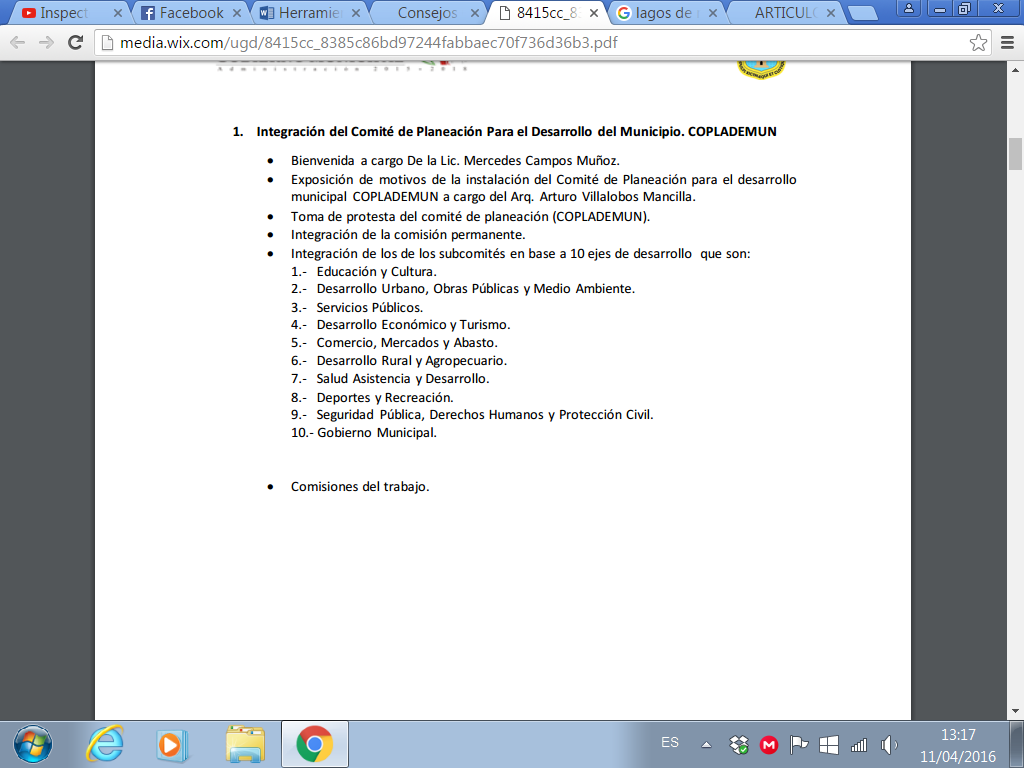 Inspect
Facebook
Herramie
Consejos
8415cc_8
lagos de
ARTICULO
media.wix.com/ugd/8415cc_8385c86bd97244fabbaec70f736d36b3.pdf
Administración 2015-2018
1. Integración del Comité de Planeación Para el Desarrollo del Municipio. COPLADEMUN
• Bienvenida a cargo De la Lic. Mercedes Campos Muñoz.
• Exposición de motivos de la instalación del Comité de Planeación para el desarrollo
municipal COPLADEMUN a cargo del Arq. Arturo Villalobos Mancilla.
• Toma de protesta del comité de planeación (COPLADEMUN).
• Integración de la comisión permanente.
• Integración de los de los subcomités en base a 10 ejes de desarrollo que son:
1.- Educación y Cultura.
2.- Desarrollo Urbano, Obras Públicas y Medio Ambiente.
3.- Servicios Públicos.
4.- Desarrollo Económico y Turismo.
5.- Comercio, Mercados y Abasto.
6.- Desarrollo Rural y Agropecuario.
7.- Salud Asistencia y Desarrollo.
8.- Deportes y Recreación.
9.- Seguridad Pública, Derechos Humanos y Protección Civil.
10.- Gobierno Municipal.
• Comisiones del trabajo.
ES
13:17
11/04/2016